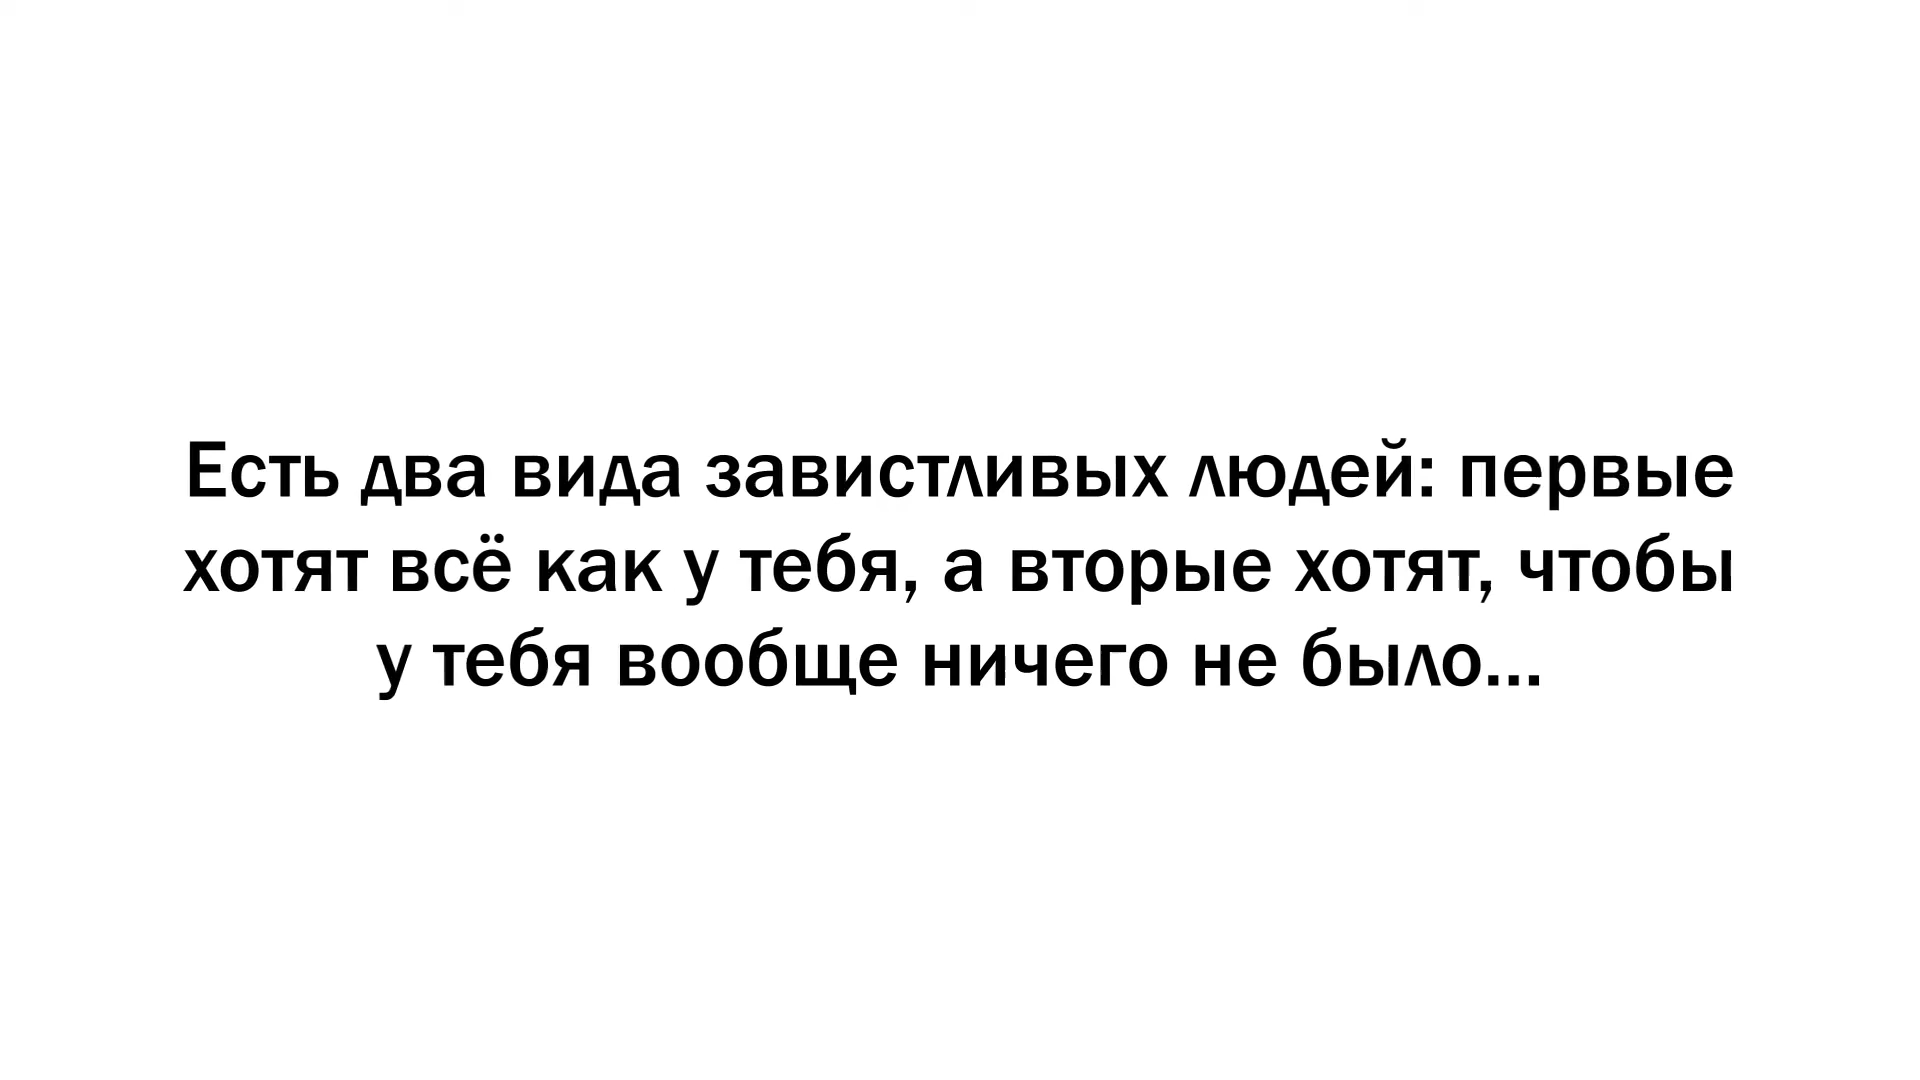 Есть два вида завистливых людей: первые
хотят всё как у тебя, а вторые хотят, чтобы
у тебя вообще ничего не было...